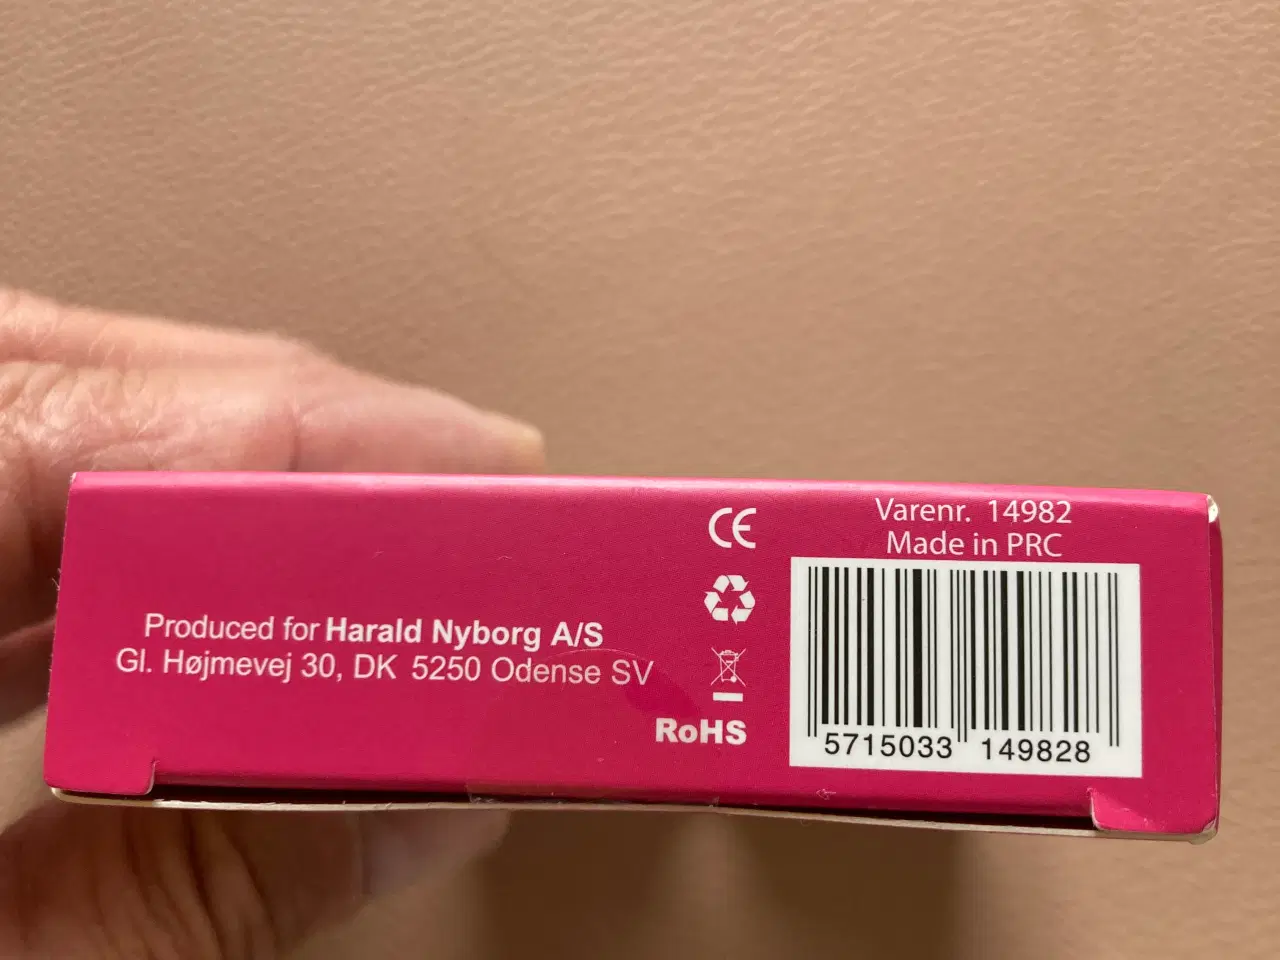 Produced for Harald Nyborg A/S
Gl. Højmevej 30, DK 5250 Odense SV
CE
RoHS
Varenr. 14982
Made in PRC
5715033 149828